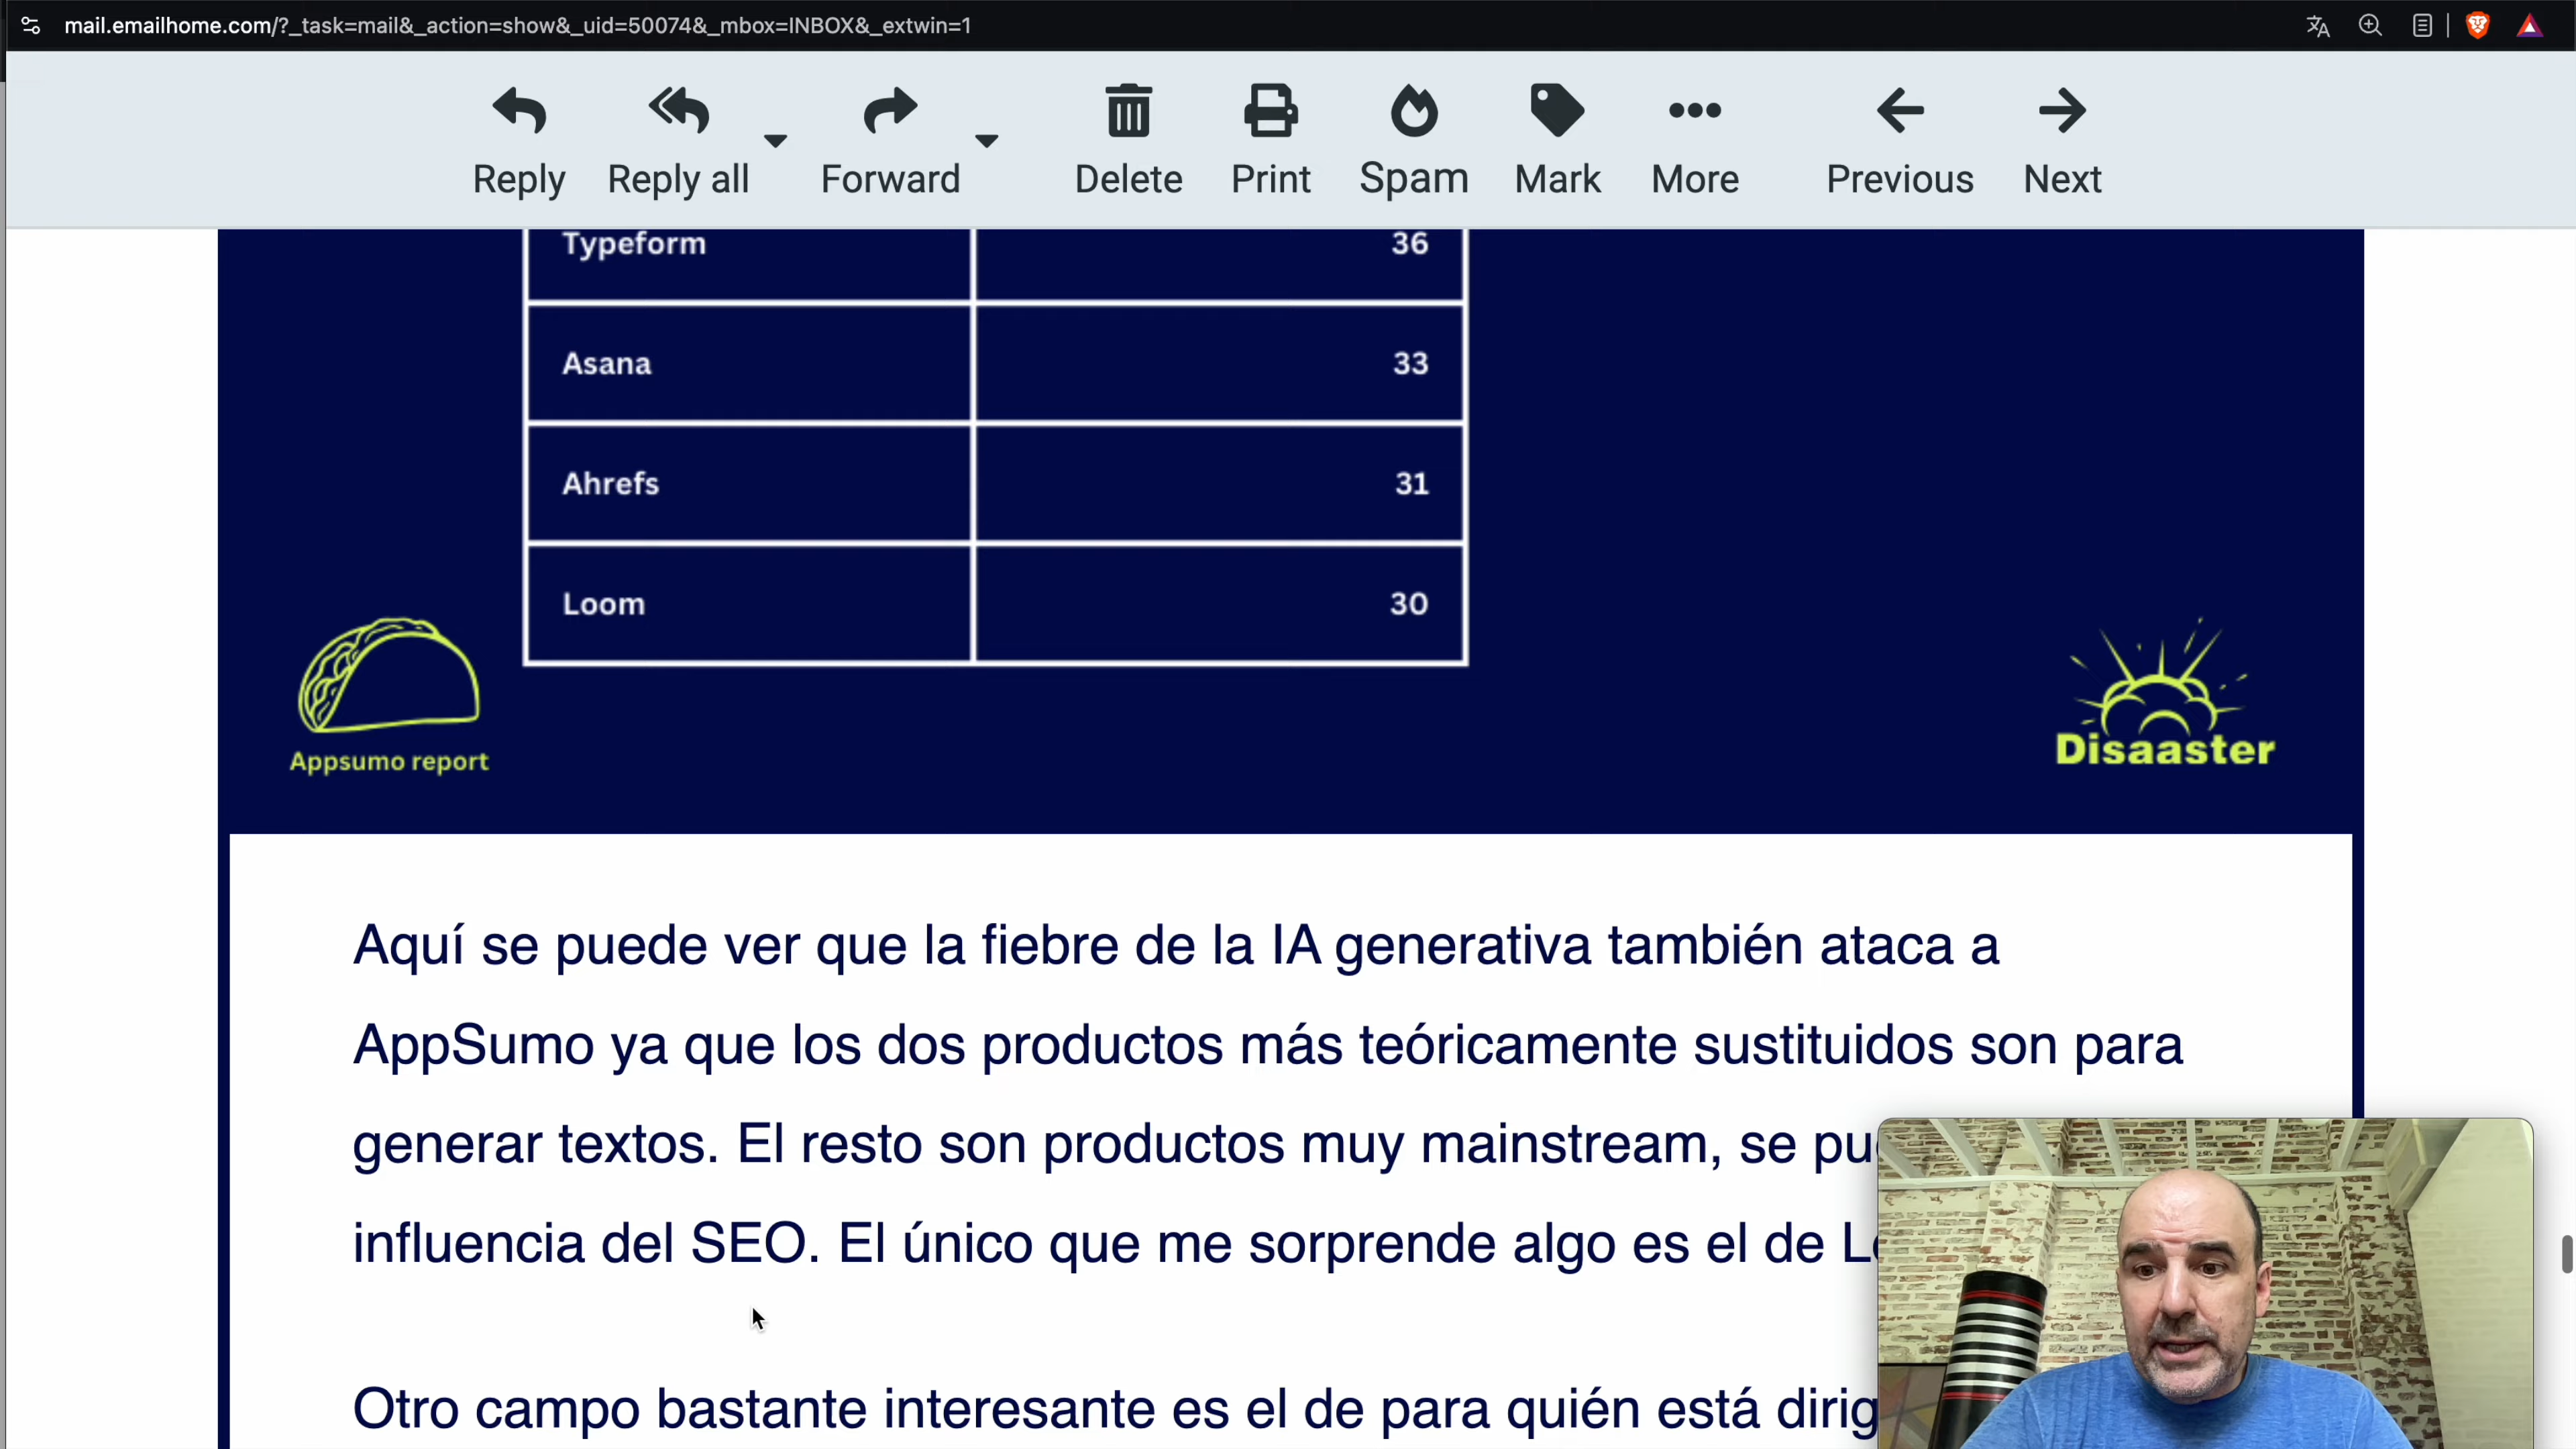 mail.emailhome.com/?_task=mail&_action=show&_uid=50074&_mbox=INBOX&_extwin=1
Reply Reply all Forward Delete Print Spam Mark More Previous Next
Typeform 36
Asana 33
Ahrefs 31
Loom 30
Appsumo report
Disaaster
Aquí se puede ver que la fiebre de la IA generativa también ataca a
AppSumo ya que los dos productos más teóricamente sustituidos son para
generar textos. El resto son productos muy mainstream, se
influencia del SEO. El único que me sorprende algo es el de
Otro campo bastante interesante es el de para quién está